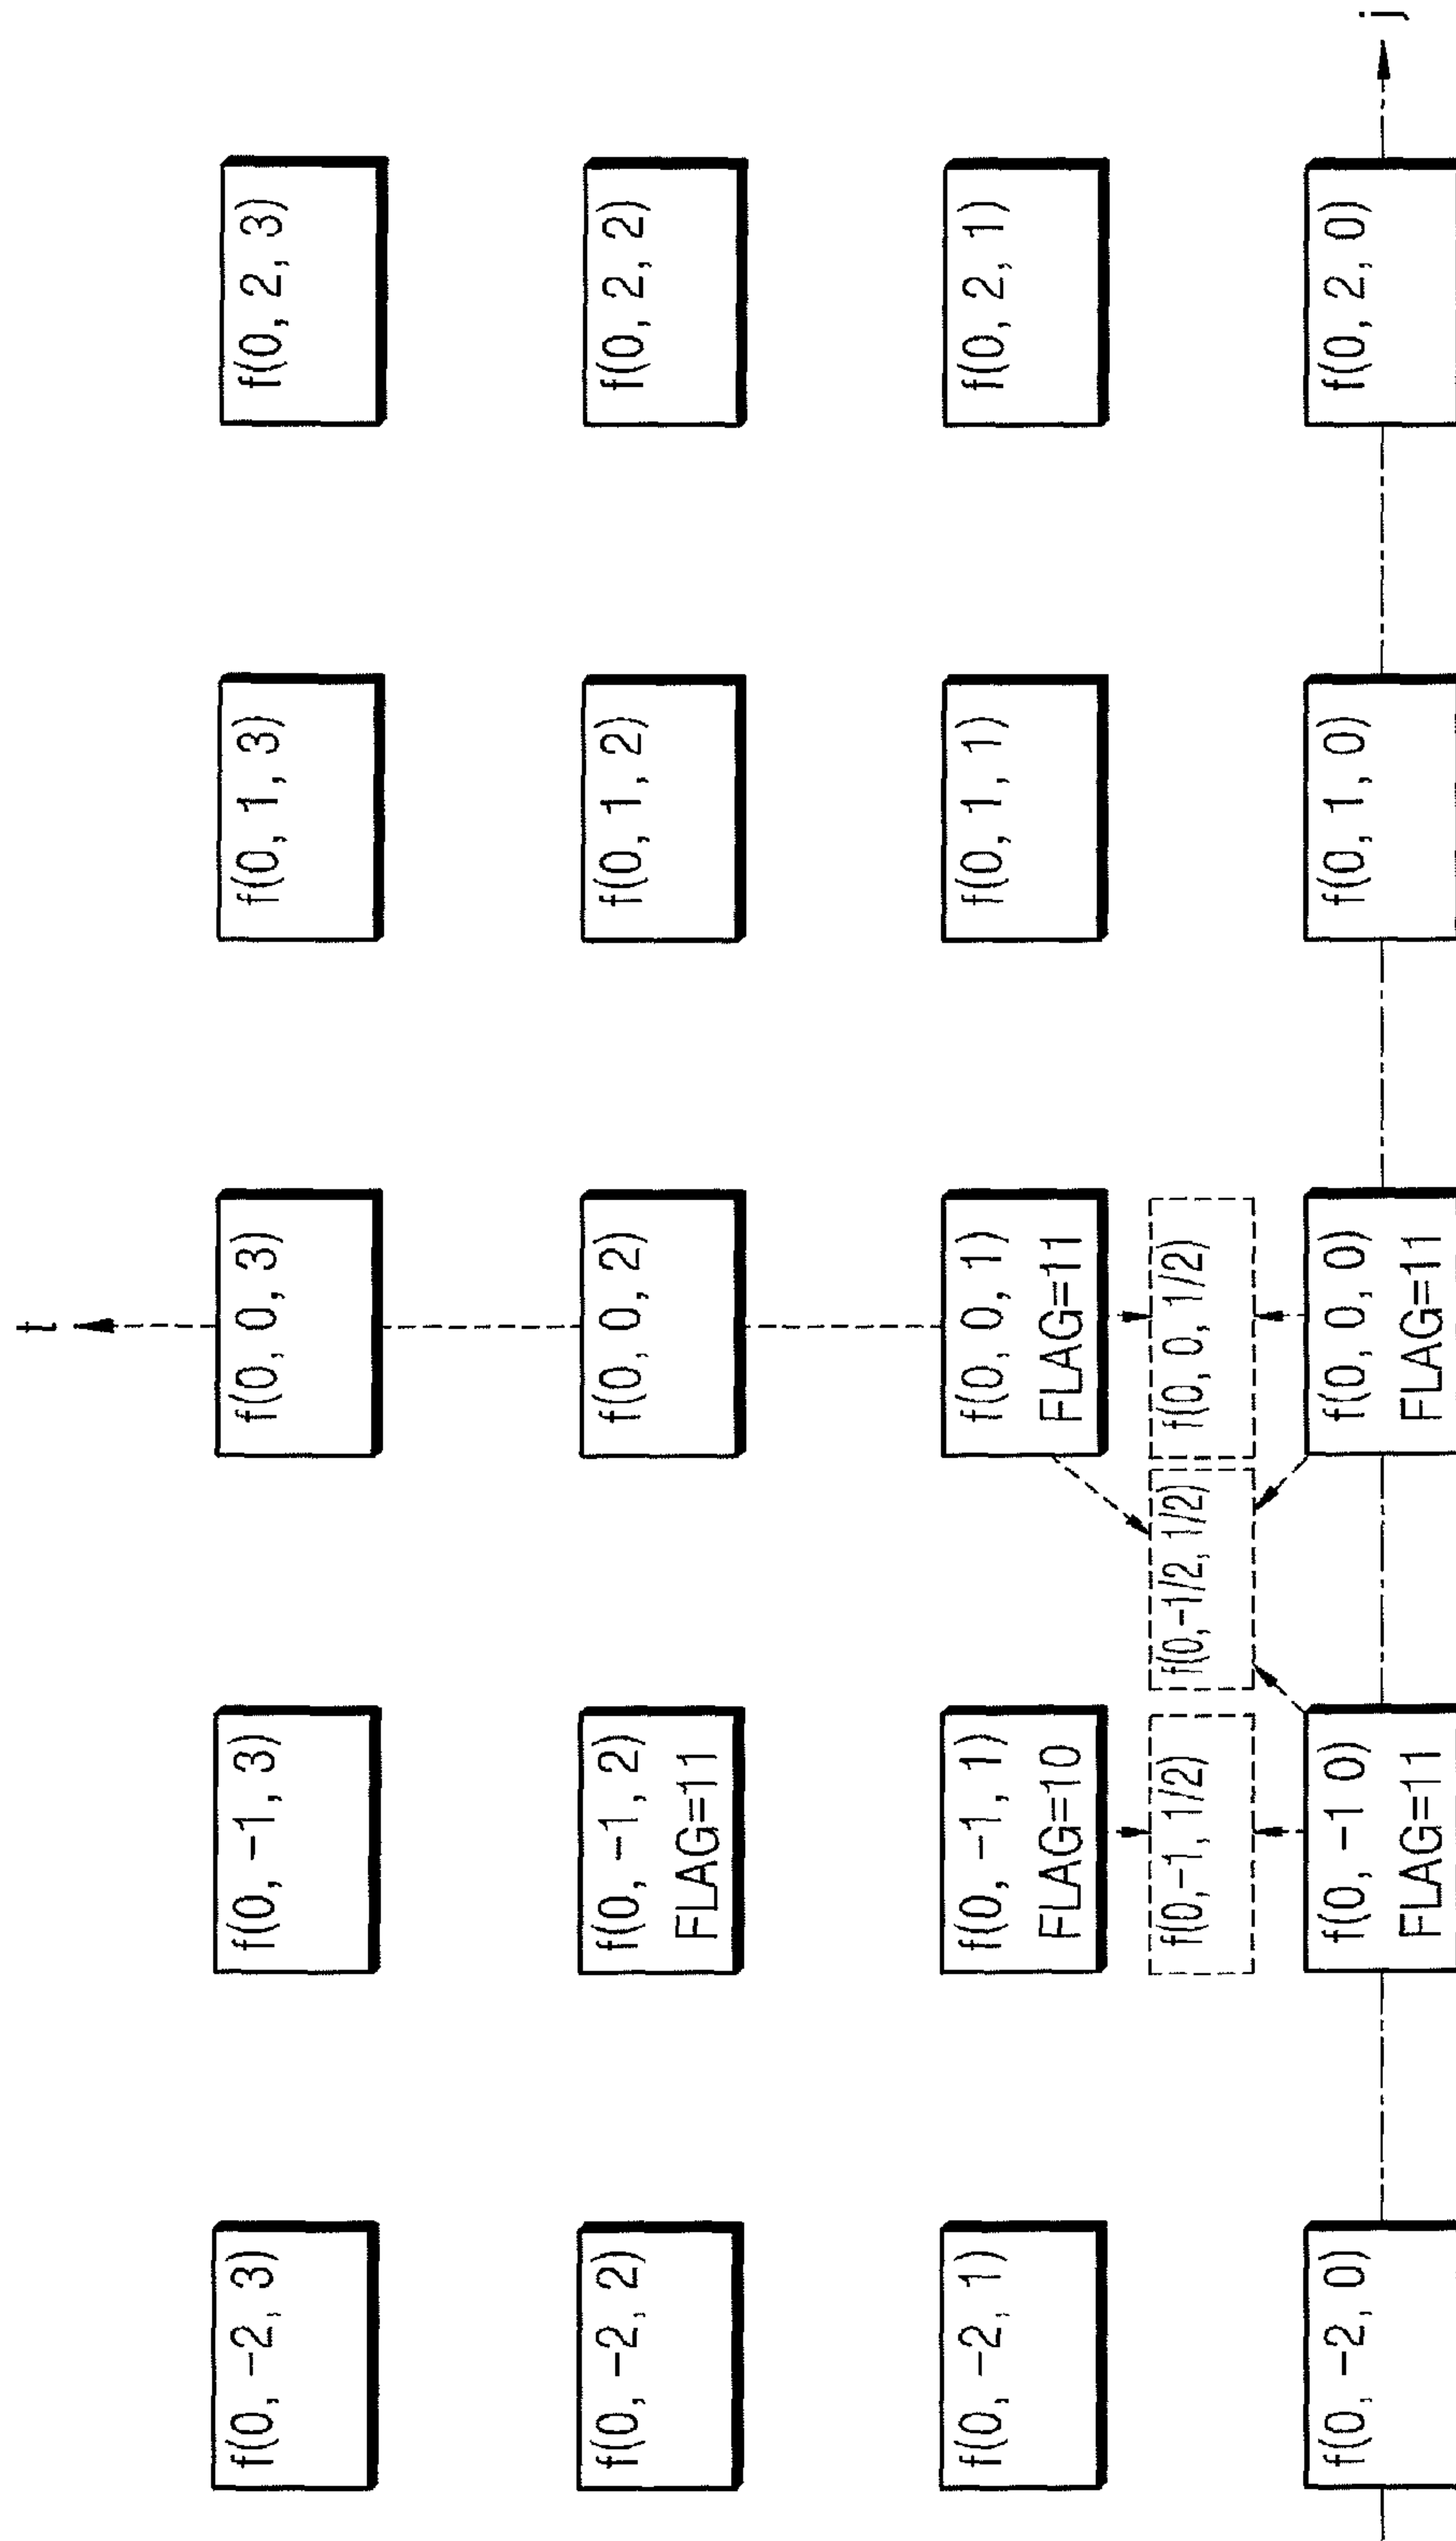 t
f(0, -2, 3)
f(0, -1, 3)
f(0, 0, 3)
f(0, 1, 3)
f(0, 2, 3)
f(0, -2, 2)
f(0, -1, 2)
FLAG=11
f(0, 0, 2)
f(0, 1, 2)
f(0, 2, 2)
f(0, -2, 1)
f(0, -1, 1)
FLAG=10
f(0, 0, 1)
FLAG=11
f(0, 1, 1)
f(0, 2, 1)
f(0, -1, 1/2)
f(0, -1/2, 1/2)
f(0, 0, 1/2)
f(0, -2, 0)
f(0, -1 0)
FLAG=11
f(0, 0, 0)
FLAG=11
f(0, 1, 0)
f(0, 2, 0)
j